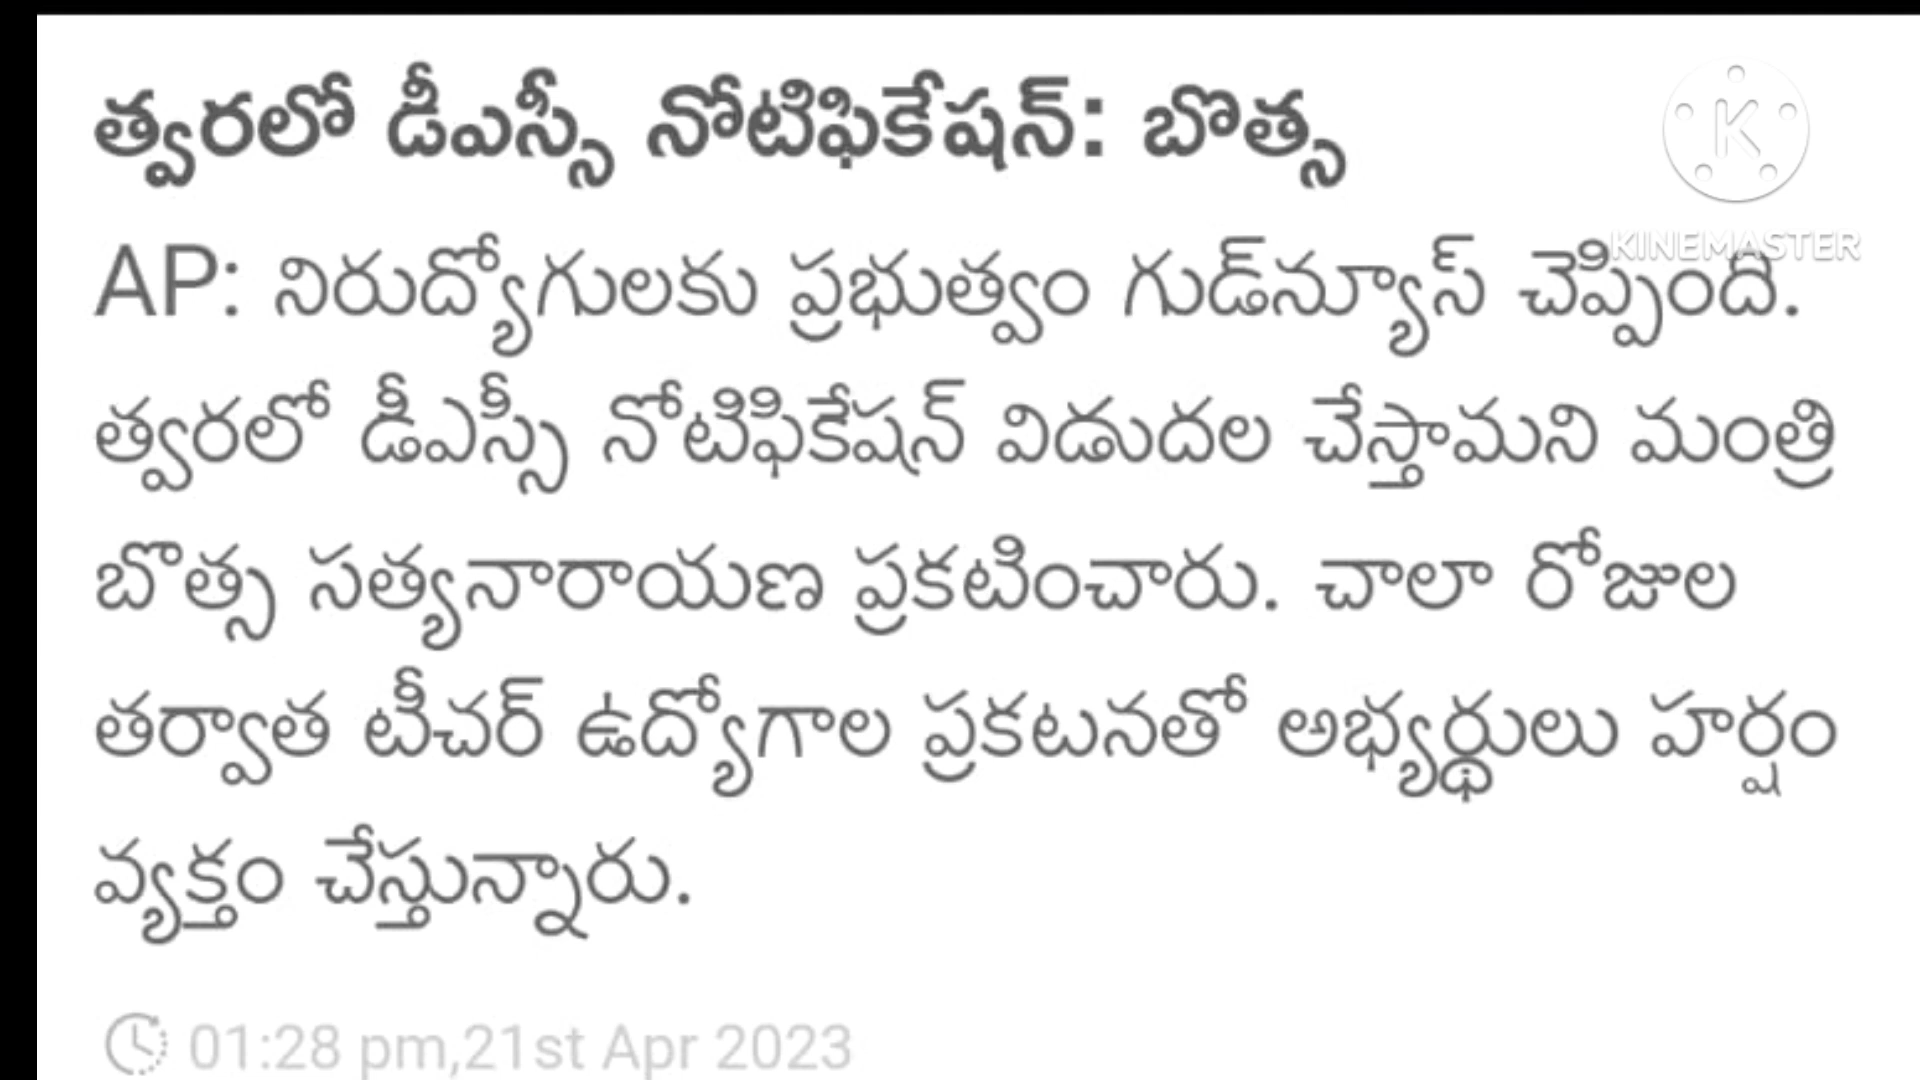 త్వరలో డీఎస్సీ నోటిఫికేషన్: బొత్స
KINEMASTER
AP: నిరుద్యోగులకు ప్రభుత్వం గుడ్‌న్యూస్ చెప్పింది.
త్వరలో డీఎస్సీ నోటిఫికేషన్ విడుదల చేస్తామని మంత్రి
బొత్స సత్యనారాయణ ప్రకటించారు. చాలా రోజుల
తర్వాత టీచర్ ఉద్యోగాల ప్రకటనతో అభ్యర్థులు హర్షం
వ్యక్తం చేస్తున్నారు.
01:28 pm,21st Apr 2023